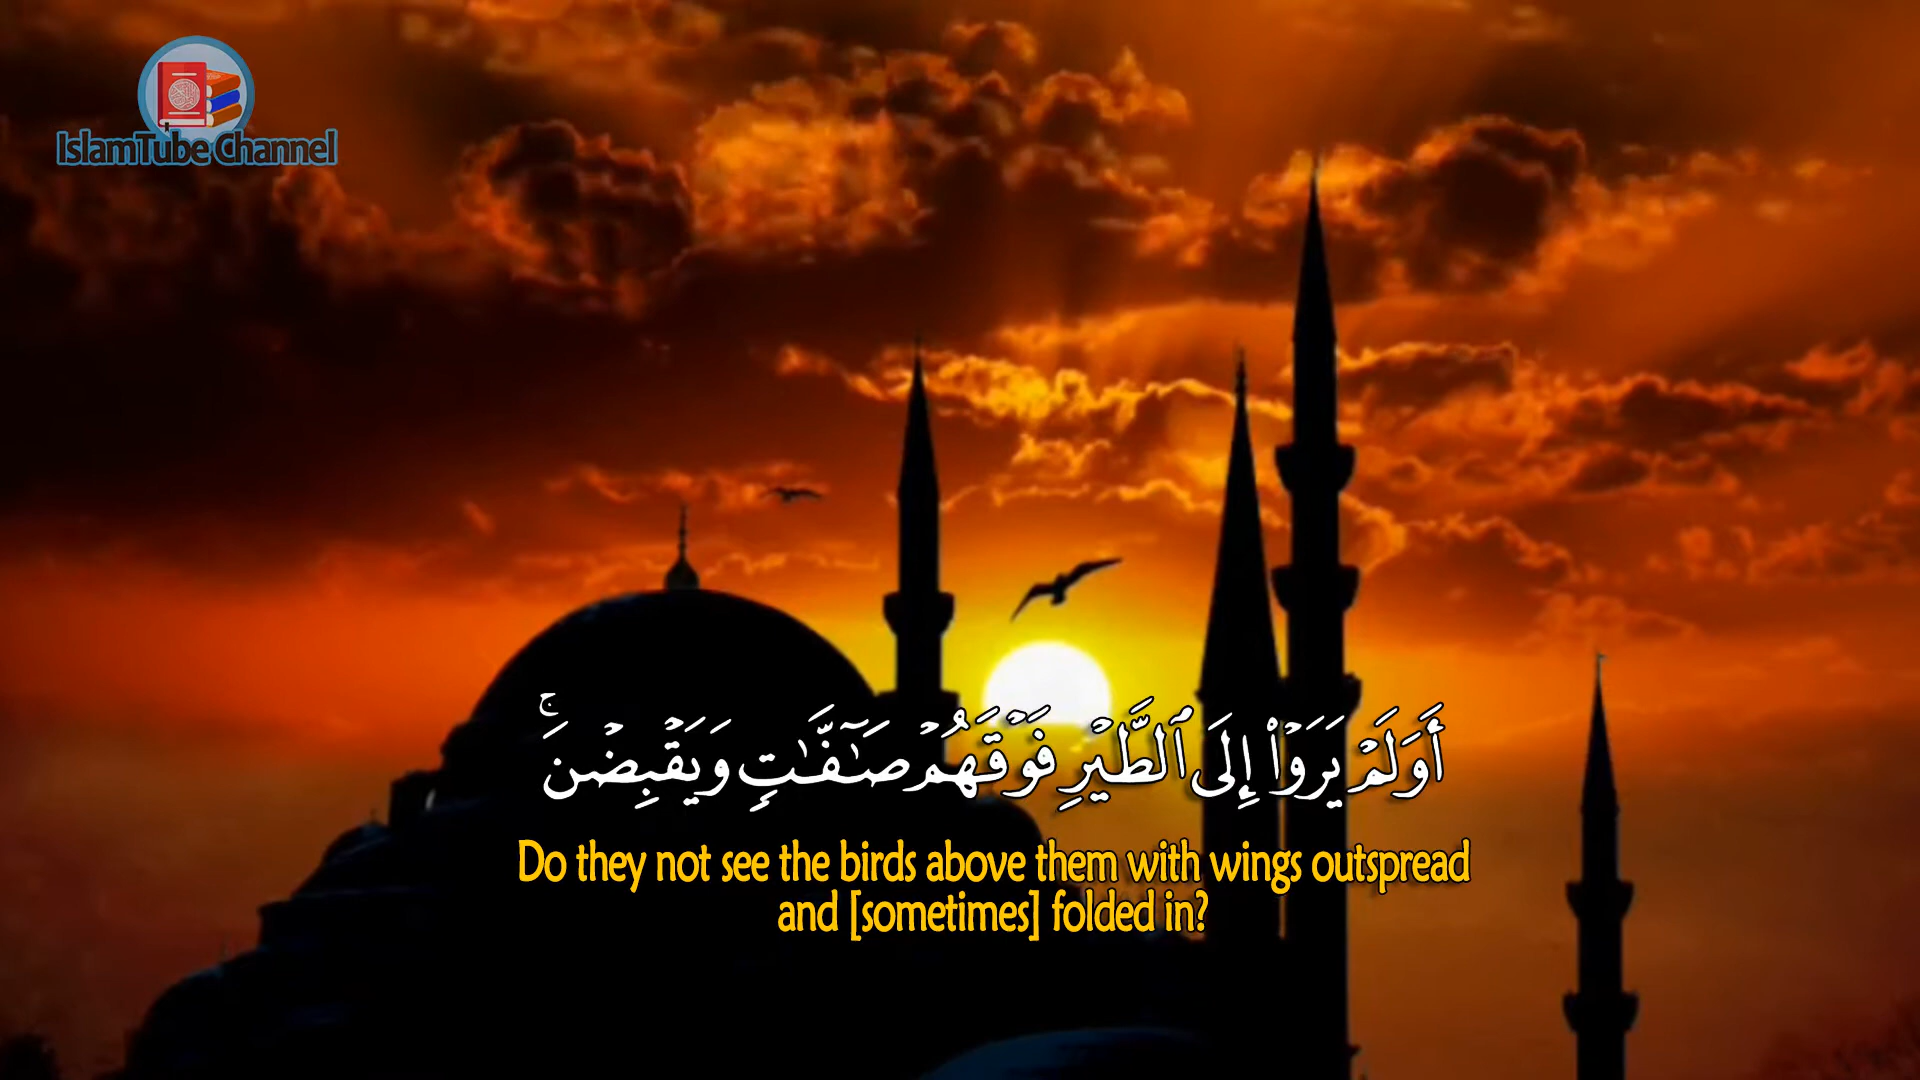 IslamTube Channel
أَوَلَمْ يَرَوْا۟ إِلَى ٱلطَّيْرِ فَوْقَهُمْ صَـٰٓفَّـٰتٍ وَيَقْبِضْنَ ۚ
Do they not see the birds above them with wings outspread
and [sometimes] folded in?